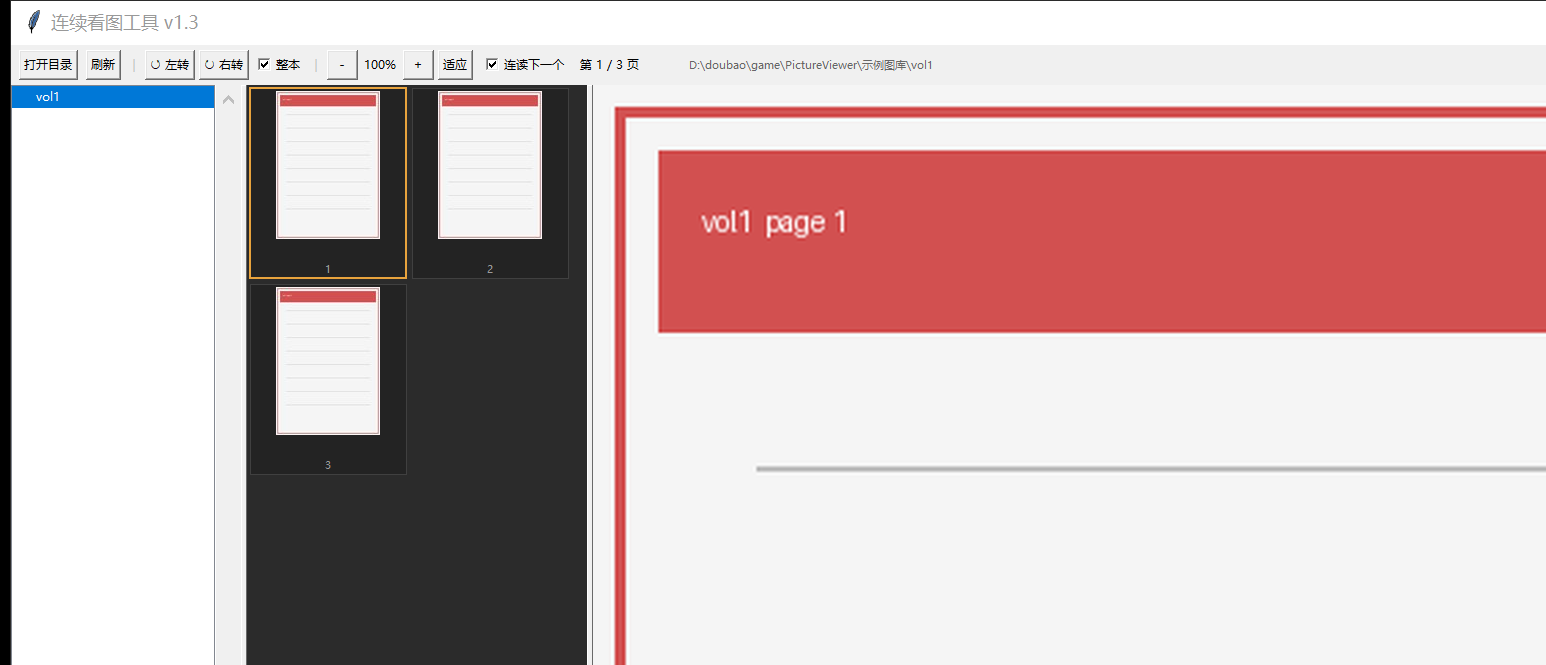 连续看图工具 v1.3
打开目录 刷新 | ↺ 左转 ↻ 右转 整本 | - 100% + 适应 连读下一个 第 1 / 3 页 D:\doubao\game\PictureViewer\示例图库\vol1
vol1
1 2
3
vol1 page 1